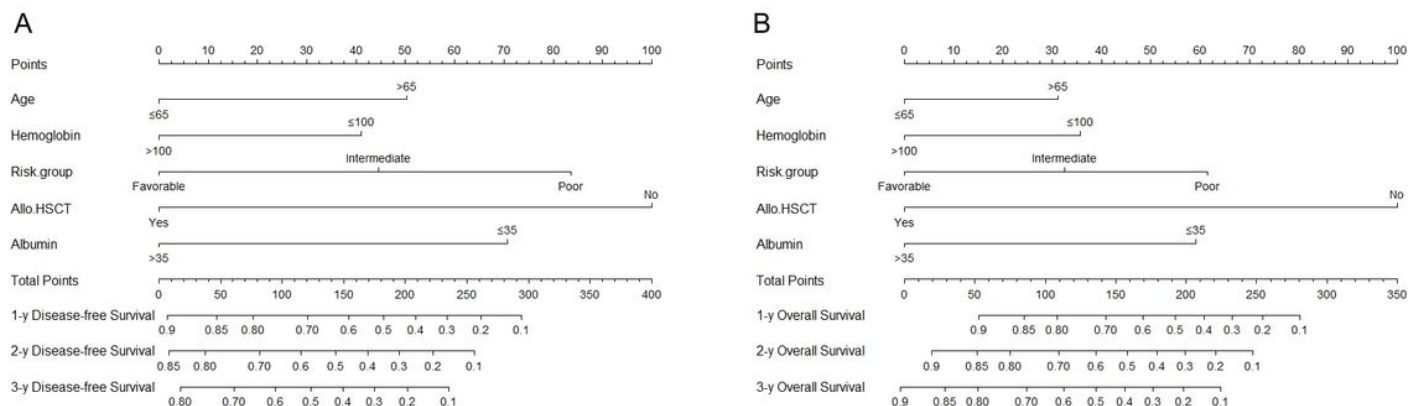 A
0 10 20 30 40 50 60 70 80 90 100
Points
>65
Age
≤65
≤100
Hemoglobin
>100
Intermediate
Risk.group
Favorable Poor
No
Allo.HSCT
Yes
≤35
Albumin
>35
Total Points
0 50 100 150 200 250 300 350 400
1-y Disease-free Survival
0.9 0.85 0.80 0.70 0.6 0.5 0.4 0.3 0.2 0.1
2-y Disease-free Survival
0.85 0.80 0.70 0.6 0.5 0.4 0.3 0.2 0.1
3-y Disease-free Survival
0.80 0.70 0.6 0.5 0.4 0.3 0.2 0.1
B
0 10 20 30 40 50 60 70 80 90 100
Points
>65
Age
≤65
≤100
Hemoglobin
>100
Intermediate
Risk.group
Favorable Poor
No
Allo.HSCT
Yes
≤35
Albumin
>35
Total Points
0 50 100 150 200 250 300 350
1-y Overall Survival
0.9 0.85 0.80 0.70 0.6 0.5 0.4 0.3 0.2 0.1
2-y Overall Survival
0.9 0.85 0.80 0.70 0.6 0.5 0.4 0.3 0.2 0.1
3-y Overall Survival
0.9 0.85 0.80 0.70 0.6 0.5 0.4 0.3 0.2 0.1